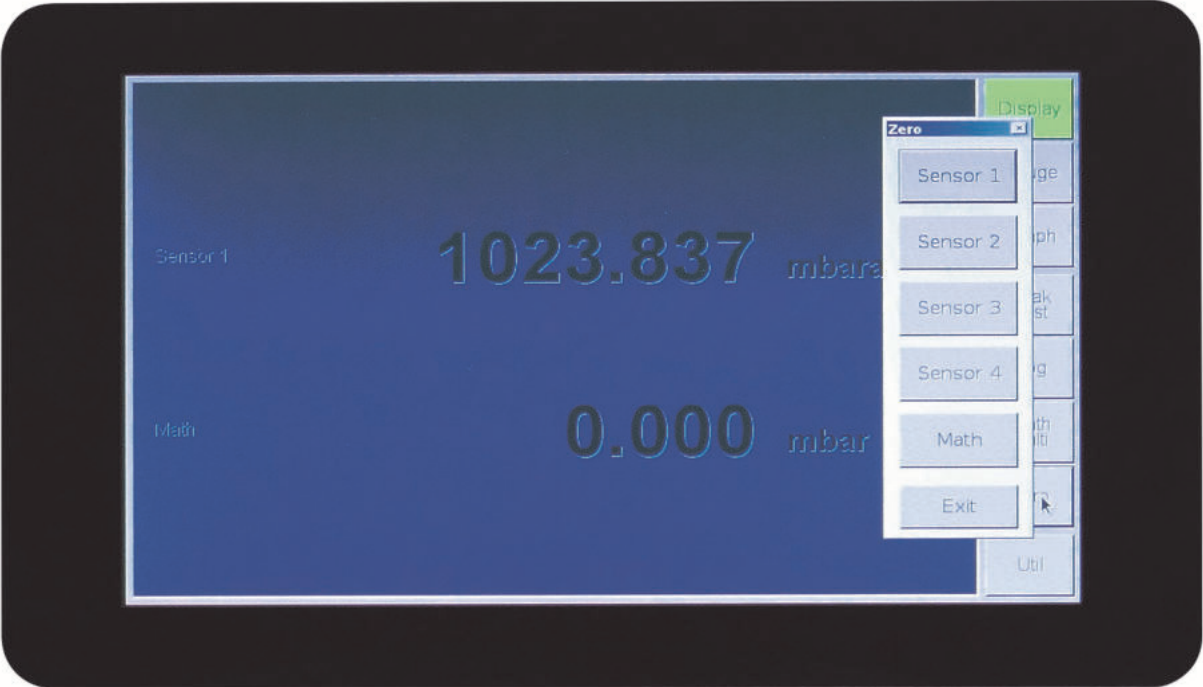 Display
Zero
Sensor 1
Sensor 2
Sensor 3
Sensor 4
Math
Exit
Sensor 1
1023.837 mbara
Math
0.000 mbar
Util